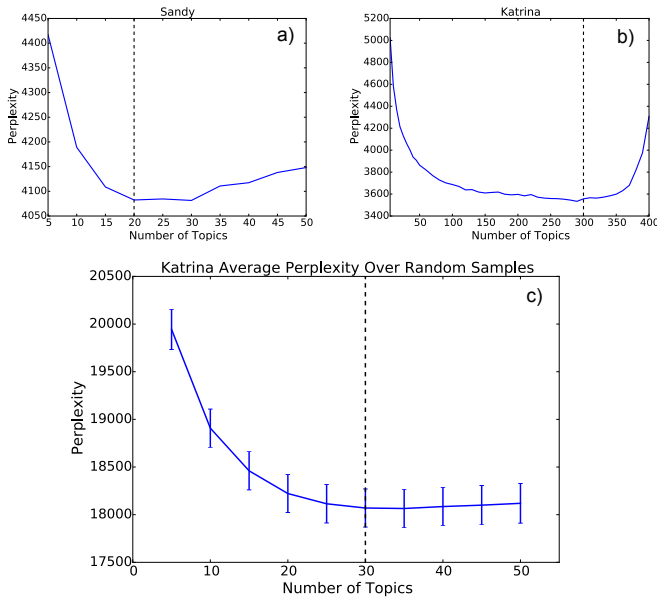 Sandy
a)
4450
4400
4350
4300
4250
4200
4150
4100
4050
Perplexity
5 10 15 20 25 30 35 40 45 50
Number of Topics
Katrina
b)
5200
5000
4800
4600
4400
4200
4000
3800
3600
3400
Perplexity
50 100 150 200 250 300 350 400
Number of Topics
Katrina Average Perplexity Over Random Samples
c)
20500
20000
19500
19000
18500
18000
17500
Perplexity
0 10 20 30 40 50
Number of Topics